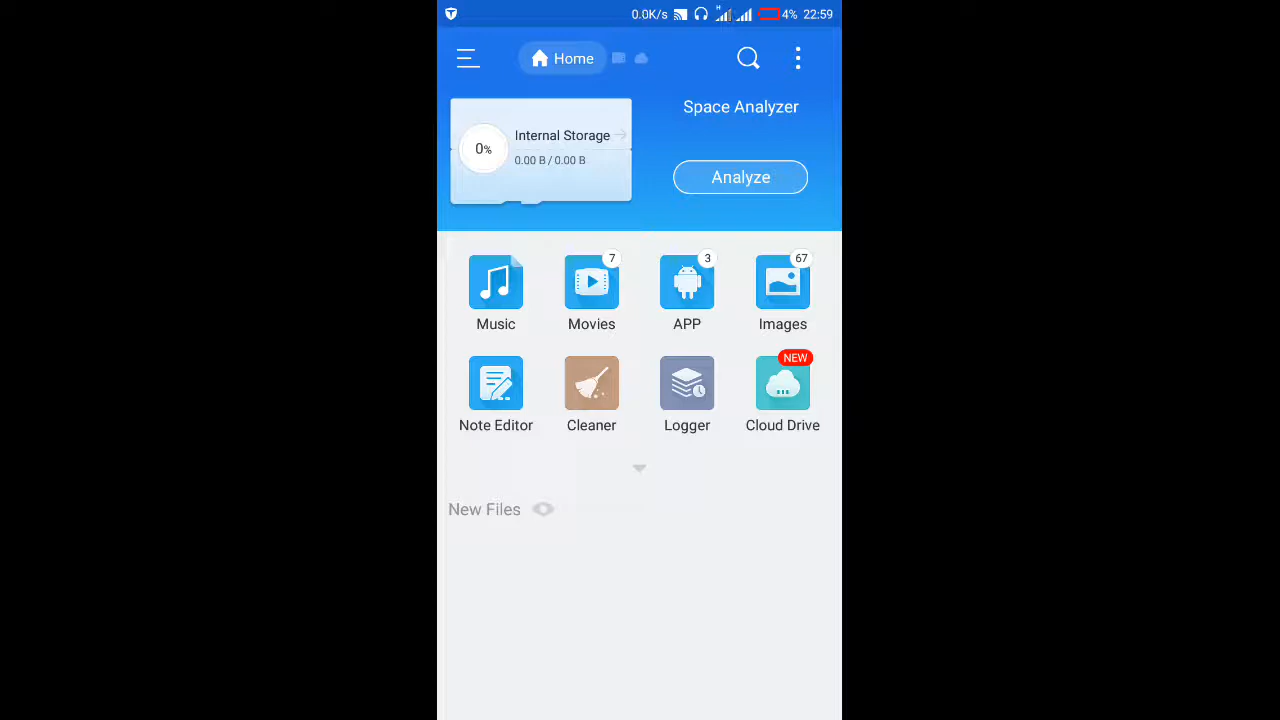 0.0K/s H 4% 22:59
Home
Space Analyzer
Internal Storage
0%
0.00 B / 0.00 B
Analyze
7 3 67
Music Movies APP Images
NEW
Note Editor Cleaner Logger Cloud Drive
New Files